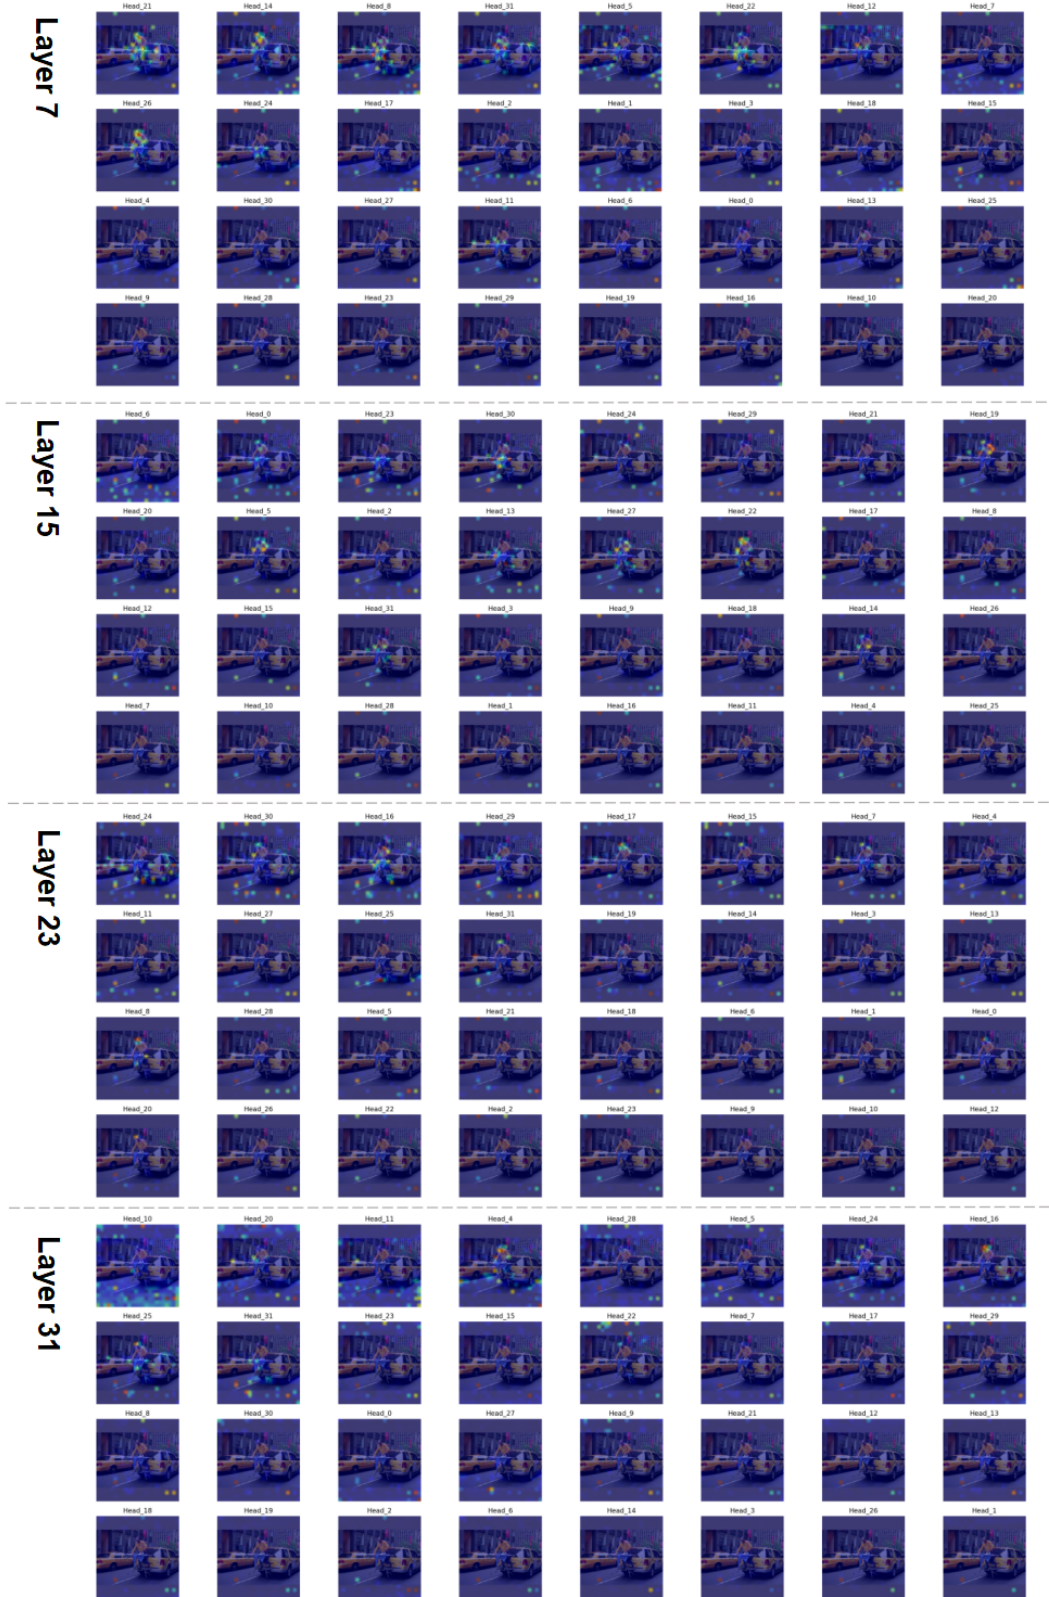 Layer 7
Head_21 Head_14 Head_8 Head_31 Head_5 Head_22 Head_12 Head_7
Head_26 Head_24 Head_17 Head_2 Head_1 Head_3 Head_18 Head_15
Head_4 Head_30 Head_27 Head_11 Head_6 Head_0 Head_13 Head_25
Head_9 Head_28 Head_23 Head_29 Head_19 Head_16 Head_10 Head_20
Layer 15
Head_6 Head_0 Head_23 Head_30 Head_24 Head_29 Head_21 Head_19
Head_20 Head_5 Head_2 Head_13 Head_27 Head_22 Head_17 Head_8
Head_12 Head_15 Head_31 Head_3 Head_9 Head_18 Head_14 Head_26
Head_7 Head_10 Head_28 Head_1 Head_16 Head_11 Head_4 Head_25
Layer 23
Head_24 Head_30 Head_16 Head_29 Head_17 Head_15 Head_7 Head_4
Head_11 Head_27 Head_25 Head_31 Head_19 Head_14 Head_3 Head_13
Head_8 Head_28 Head_5 Head_21 Head_18 Head_6 Head_1 Head_0
Head_20 Head_26 Head_22 Head_2 Head_23 Head_9 Head_10 Head_12
Layer 31
Head_10 Head_20 Head_11 Head_4 Head_28 Head_5 Head_24 Head_16
Head_25 Head_31 Head_23 Head_15 Head_22 Head_7 Head_17 Head_29
Head_8 Head_30 Head_0 Head_27 Head_9 Head_21 Head_12 Head_13
Head_18 Head_19 Head_2 Head_6 Head_14 Head_3 Head_26 Head_1